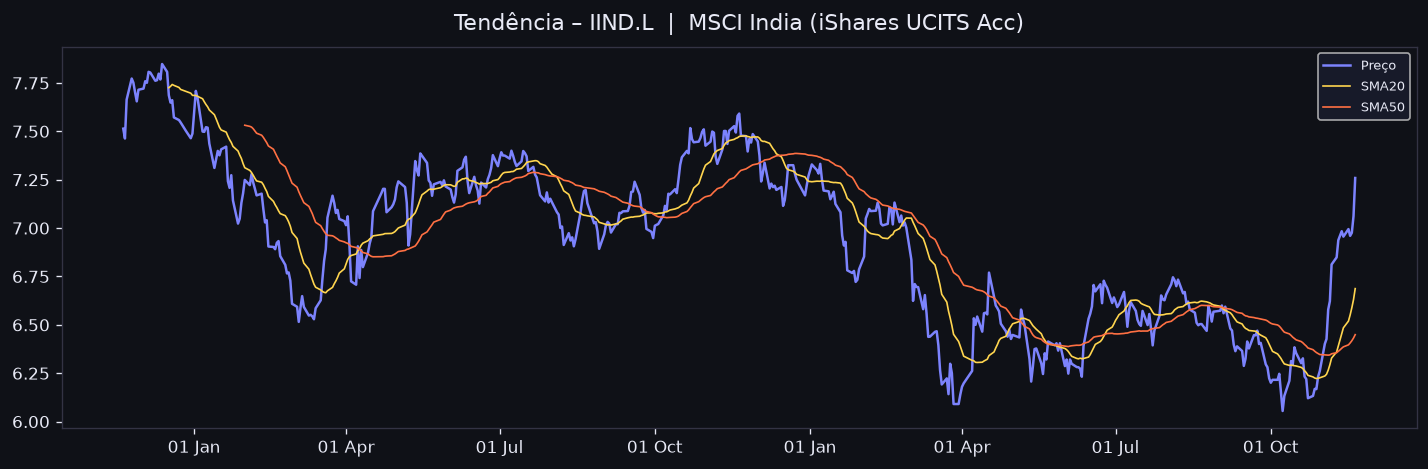 Tendência – IIND.L | MSCI India (iShares UCITS Acc)
Preço
SMA20
SMA50
7.75
7.50
7.25
7.00
6.75
6.50
6.25
6.00
01 Jan
01 Apr
01 Jul
01 Oct
01 Jan
01 Apr
01 Jul
01 Oct